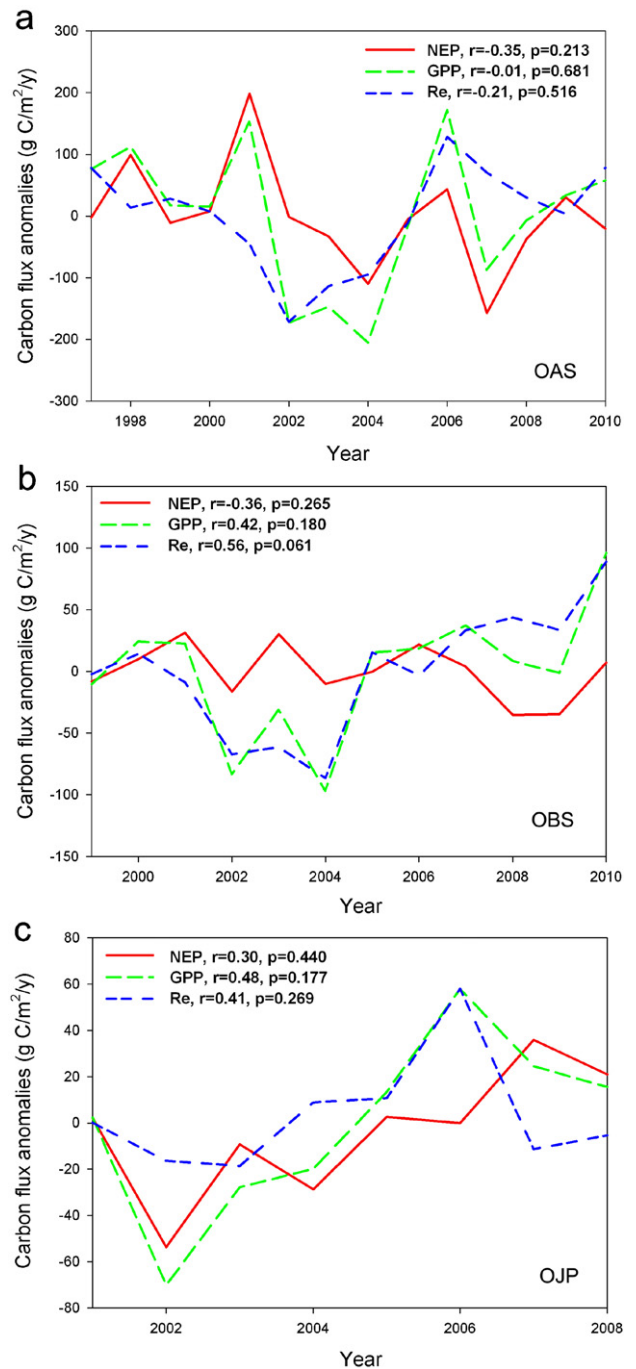 a
300
200
100
0
-100
-200
-300
Carbon flux anomalies (g C/m²/y)
NEP, r=-0.35, p=0.213
GPP, r=-0.01, p=0.681
Re, r=-0.21, p=0.516
OAS
1998 2000 2002 2004 2006 2008 2010
Year
b
150
100
50
0
-50
-100
-150
Carbon flux anomalies (g C/m²/y)
NEP, r=-0.36, p=0.265
GPP, r=0.42, p=0.180
Re, r=0.56, p=0.061
OBS
2000 2002 2004 2006 2008 2010
Year
c
80
60
40
20
0
-20
-40
-60
-80
Carbon flux anomalies (g C/m²/y)
NEP, r=0.30, p=0.440
GPP, r=0.48, p=0.177
Re, r=0.41, p=0.269
OJP
2002 2004 2006 2008
Year